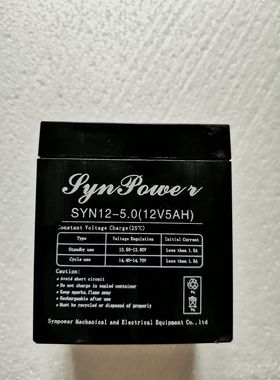 SynPower
SYN12-5.0(12V5AH)
Constant Voltage Charge(25℃)
Type Voltage Regulation Initial Current
Standby use 13.50-13.80V Less than 1.5A
Cycle use 14.40-14.70V Less than 1.5A
Caution:
Avoid short circuit
Do not charge in sealed container
Keep sparks,flame away
Rechargeable after used
Must be recycled or disposed of properly
Synpower Mechanical and Electrical Equipment Co.,ltd